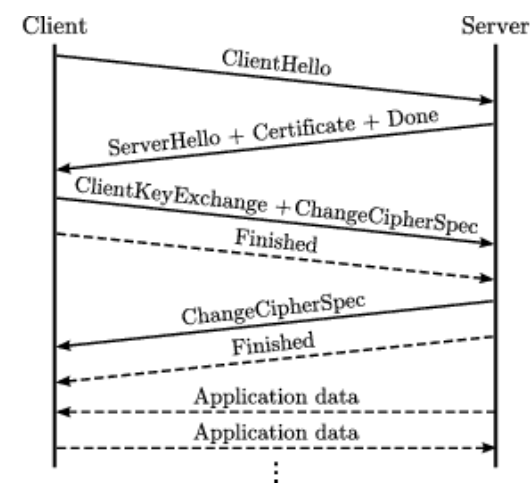 Client Server
ClientHello
ServerHello + Certificate + Done
ClientKeyExchange +ChangeCipherSpec
Finished
ChangeCipherSpec
Finished
Application data
Application data